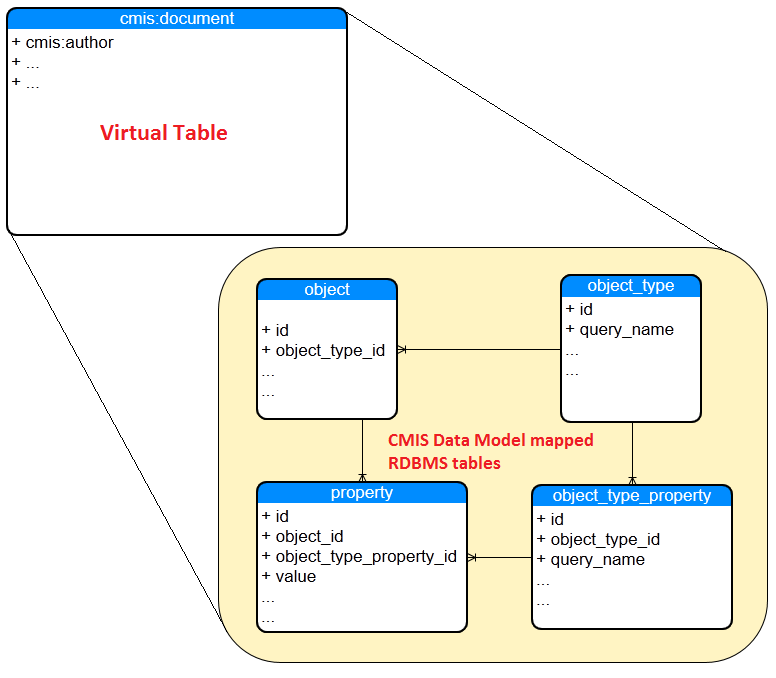 cmis:document
+ cmis:author
+ ...
+ ...
Virtual Table
object
+ id
+ object_type_id
...
...
object_type
+ id
+ query_name
...
...
CMIS Data Model mapped
RDBMS tables
property
+ id
+ object_id
+ object_type_property_id
+ value
...
...
object_type_property
+ id
+ object_type_id
+ query_name
...
...